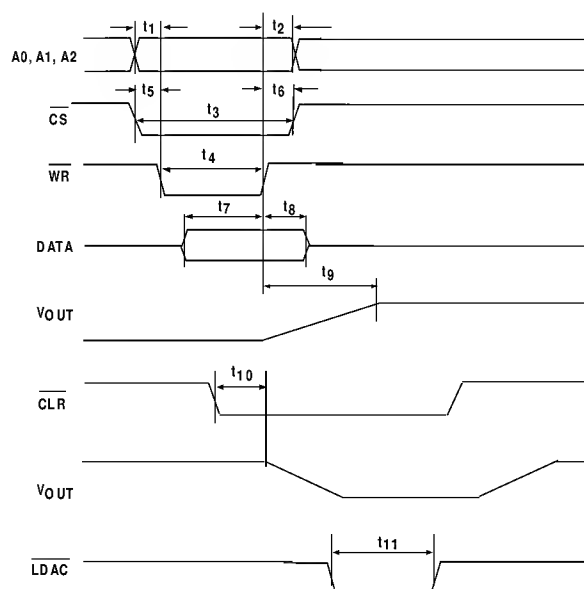 t1 t2
A0, A1, A2
t5 t6
CS t3
WR t4
t7 t8
DATA
t9
VOUT
t10
CLR
VOUT
t11
LDAC